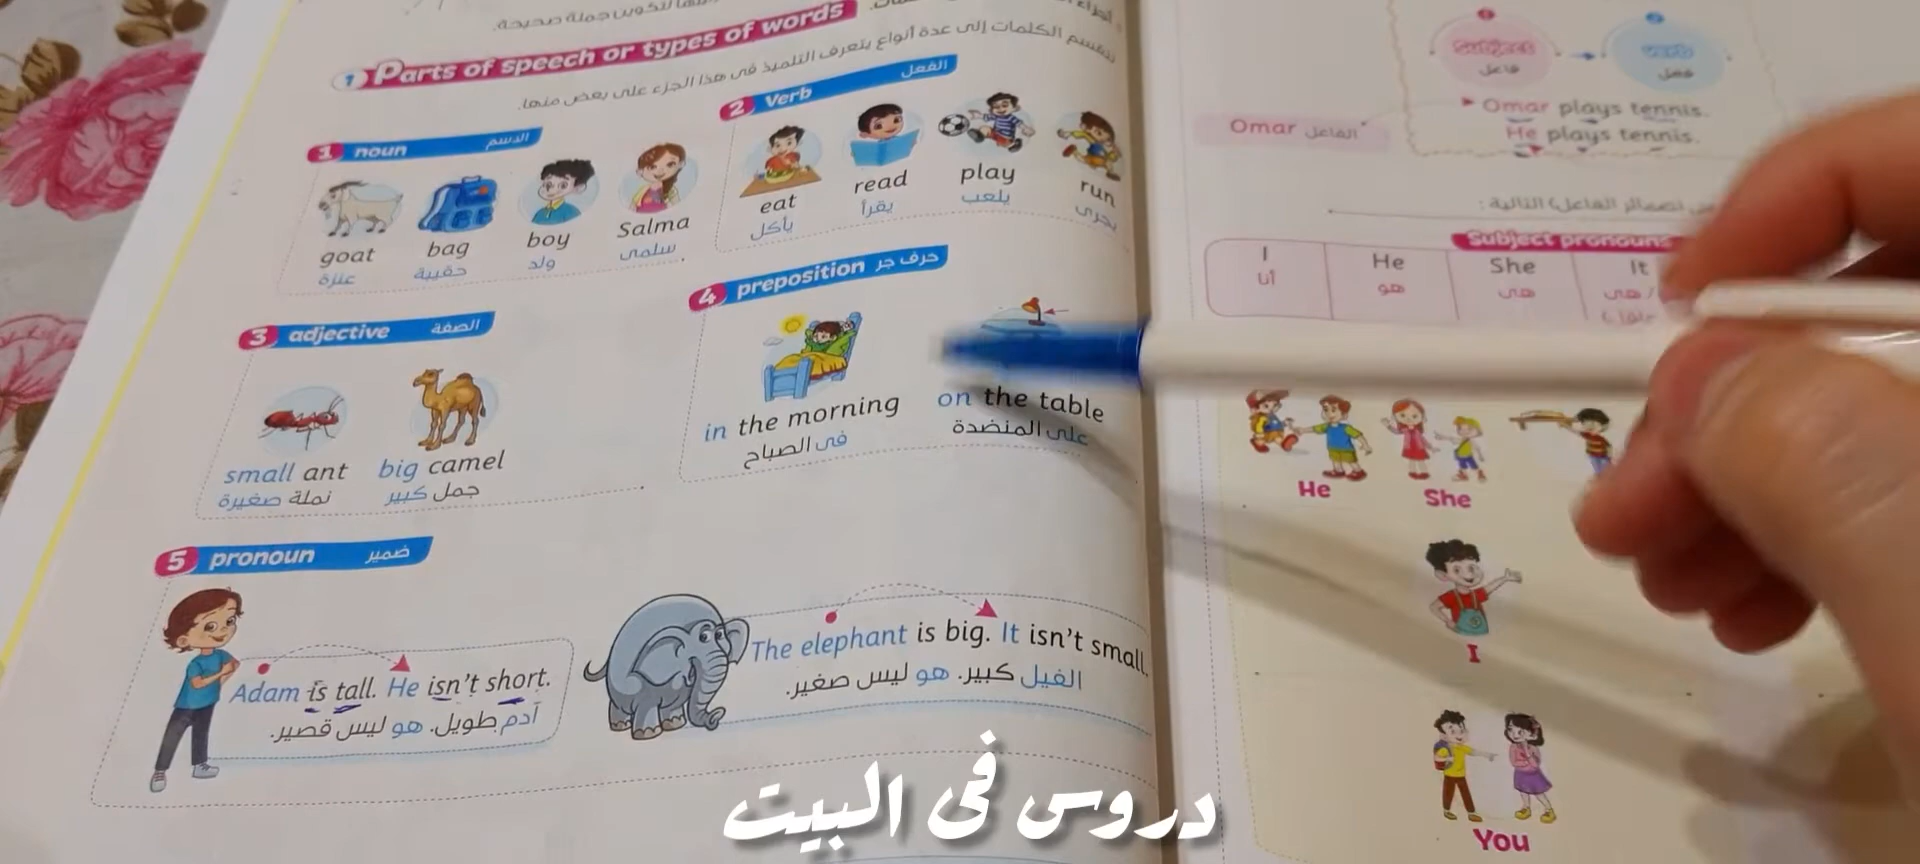 لتكوين جملة صحيحة.
1 Parts of speech or types of words
تنقسم الكلمات إلى عدة أنواع يتعرف التلميذ فى هذا الجزء على بعض منها.
1 noun الاسم
goat
عنزة
bag
حقيبة
boy
ولد
Salma
سلمى
2 Verb الفعل
eat
يأكل
read
يقرأ
play
يلعب
run
يجرى
3 adjective الصفة
small ant
نملة صغيرة
big camel
جمل كبير
4 preposition حرف جر
in the morning
فى الصباح
on the table
على المنضدة
5 pronoun ضمير
Adam is tall. He isn't short.
آدم طويل. هو ليس قصير.
The elephant is big. It isn't small.
الفيل كبير. هو ليس صغير.
1
Subject
فاعل
2
verb
فعل
Omar plays tennis.
He plays tennis.
Omar الفاعل
التالية:
Subject pronouns
I
أنا
He
هو
She
هى
It
He
She
I
You
دروس فى البيت